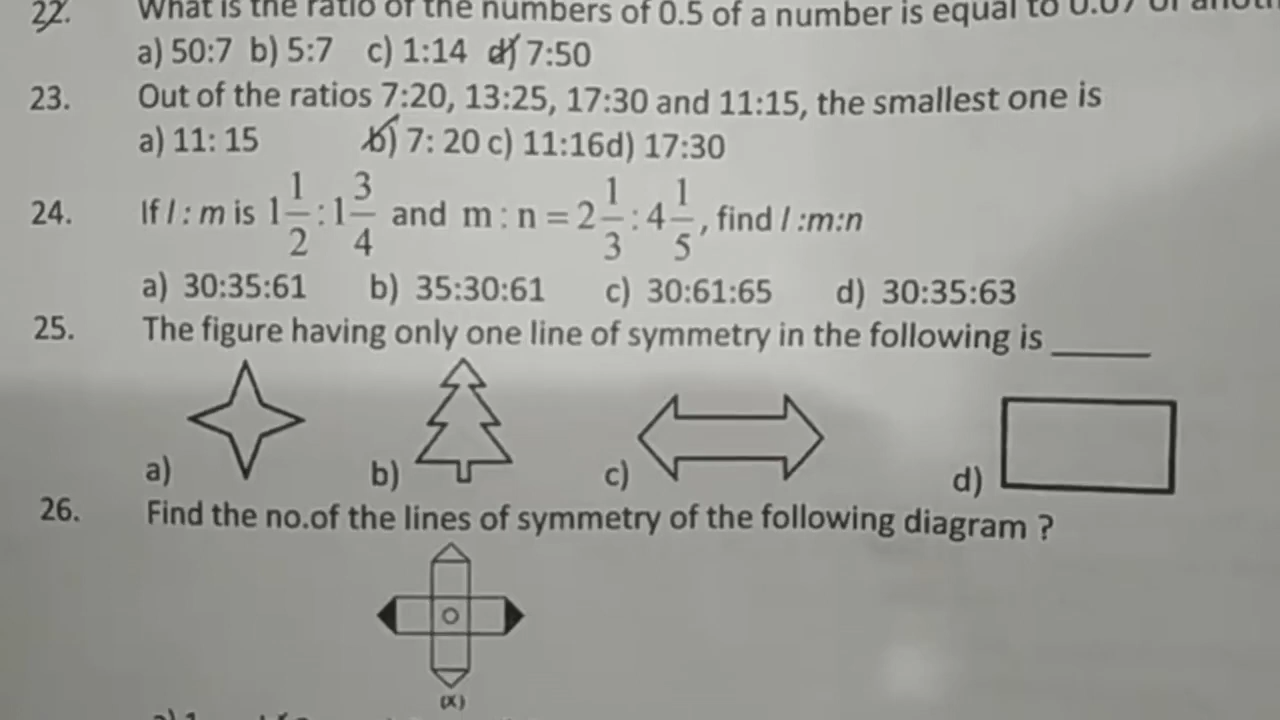 22. What is the ratio of the numbers of 0.5 of a number is equal to 0.07 of
a) 50:7 b) 5:7 c) 1:14 d) 7:50
23. Out of the ratios 7:20, 13:25, 17:30 and 11:15, the smallest one is
a) 11: 15 b) 7: 20 c) 11:16d) 17:30
24. If l : m is 1 1/2 : 1 3/4 and m : n = 2 1/3 : 4 1/5, find l :m:n
a) 30:35:61 b) 35:30:61 c) 30:61:65 d) 30:35:63
25. The figure having only one line of symmetry in the following is ______
a) b) c) d)
26. Find the no.of the lines of symmetry of the following diagram ?
(X)